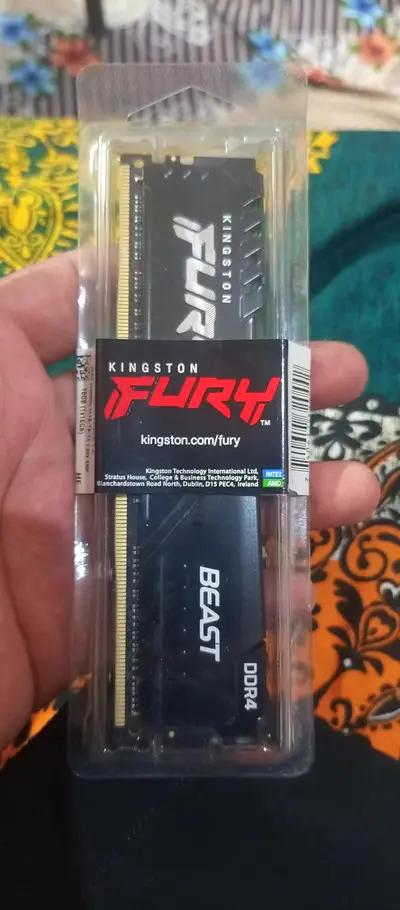 KINGSTON
FURY
KINGSTON
FURY
TM
kingston.com/fury
Kingston Technology International Ltd,
Stratus House, College & Business Technology Park,
Blanchardstown Road North, Dublin, D15 PEC4, Ireland
INTEL
AMD
BEAST
DDR4